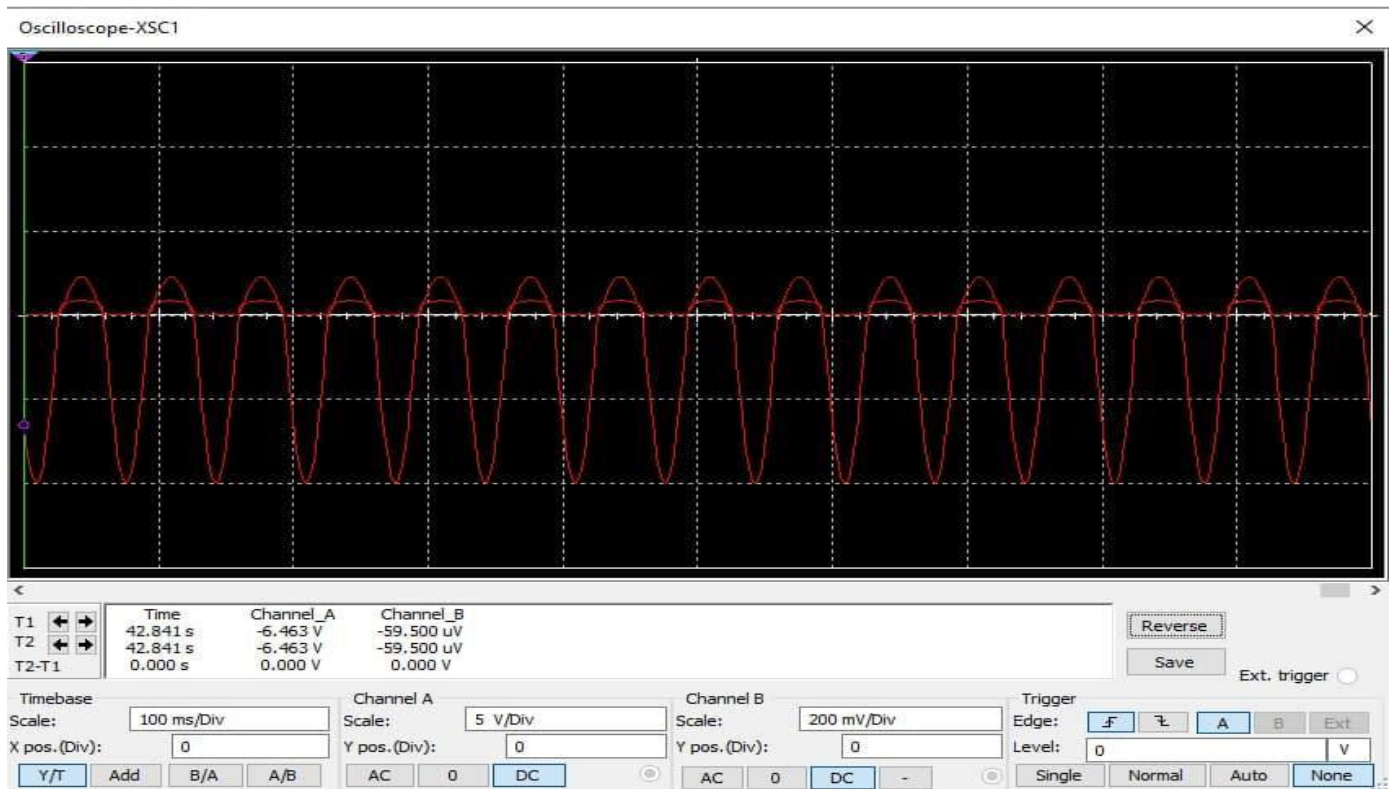 Oscilloscope-XSC1
Time Channel_A Channel_B
T1 42.841 s -6.463 V -59.500 uV
T2 42.841 s -6.463 V -59.500 uV
T2-T1 0.000 s 0.000 V 0.000 V
Reverse
Save
Ext. trigger
Timebase Channel A Channel B Trigger
Scale: 100 ms/Div Scale: 5 V/Div Scale: 200 mV/Div Edge: A B Ext
X pos.(Div): 0 Y pos.(Div): 0 Y pos.(Div): 0 Level: 0 V
Y/T Add B/A A/B AC 0 DC AC 0 DC - Single Normal Auto None